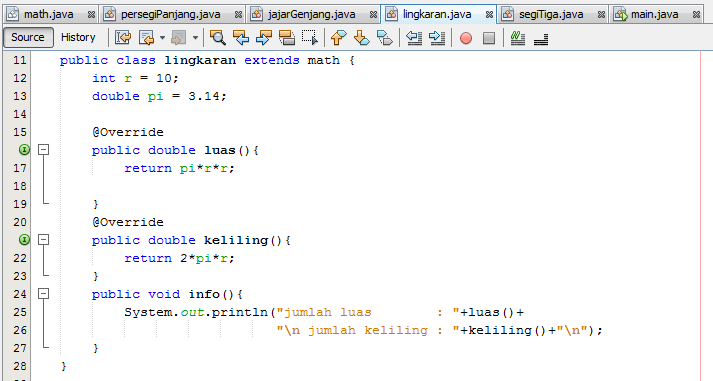 math.java persegiPanjang.java jajarGenjang.java lingkaran.java segiTiga.java main.java
Source History
11 public class lingkaran extends math {
12     int r = 10;
13     double pi = 3.14;
14
15     @Override
    public double luas(){
17         return pi*r*r;
18
19     }
20     @Override
    public double keliling(){
22         return 2*pi*r;
23     }
24     public void info(){
25         System.out.println("jumlah luas        : "+luas()+
26                            "\n jumlah keliling : "+keliling()+"\n");
27     }
28 }